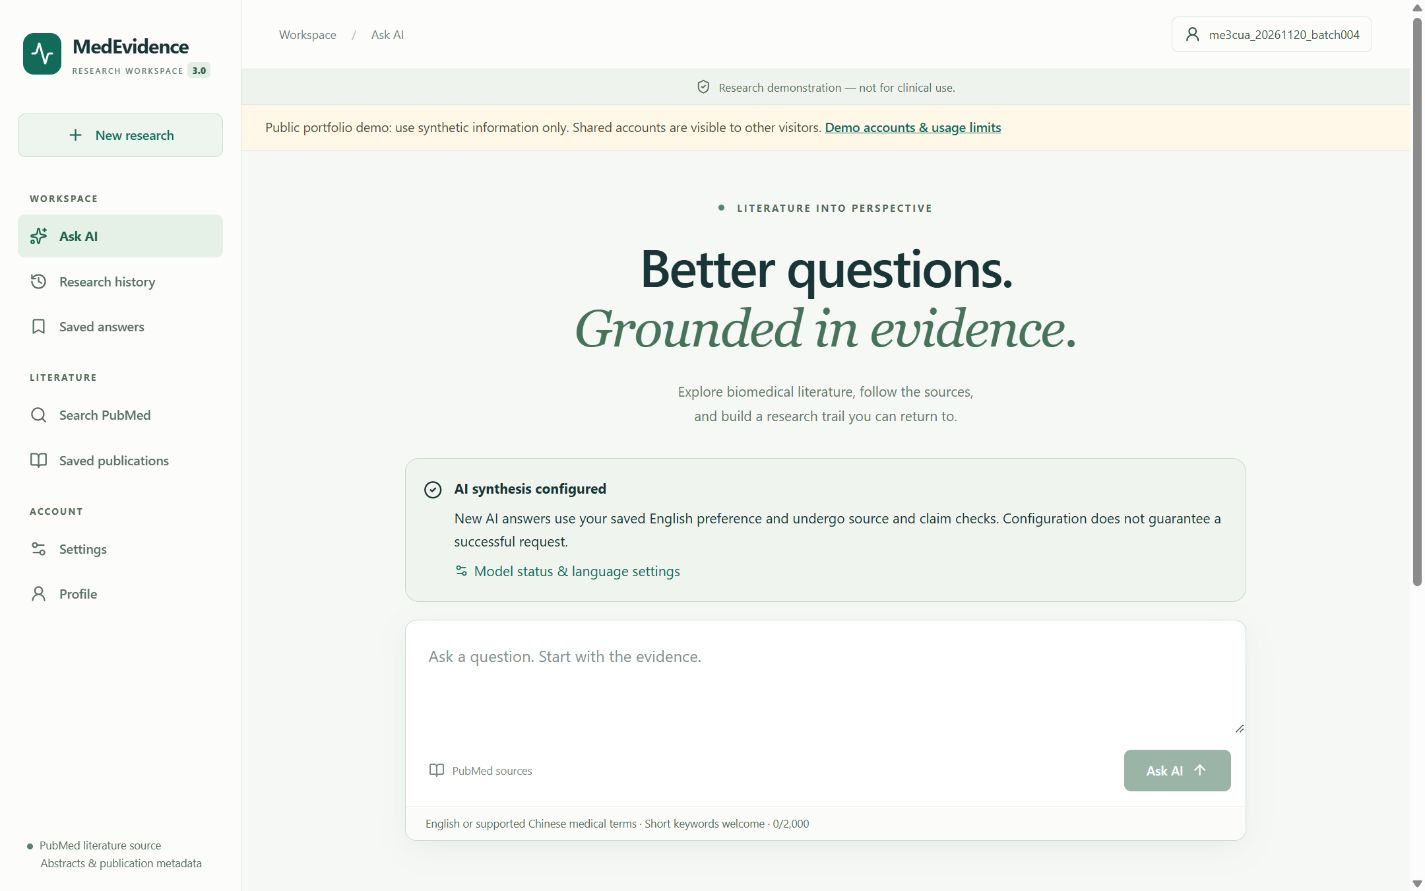 MedEvidence
RESEARCH WORKSPACE 3.0
New research
WORKSPACE
Ask AI
Research history
Saved answers
LITERATURE
Search PubMed
Saved publications
ACCOUNT
Settings
Profile
PubMed literature source
Abstracts & publication metadata
Workspace / Ask AI
me3cua_20261120_batch004
Research demonstration — not for clinical use.
Public portfolio demo: use synthetic information only. Shared accounts are visible to other visitors. Demo accounts & usage limits
LITERATURE INTO PERSPECTIVE
Better questions.
Grounded in evidence.
Explore biomedical literature, follow the sources,
and build a research trail you can return to.
AI synthesis configured
New AI answers use your saved English preference and undergo source and claim checks. Configuration does not guarantee a
successful request.
Model status & language settings
Ask a question. Start with the evidence.
PubMed sources
Ask AI
English or supported Chinese medical terms · Short keywords welcome · 0/2,000